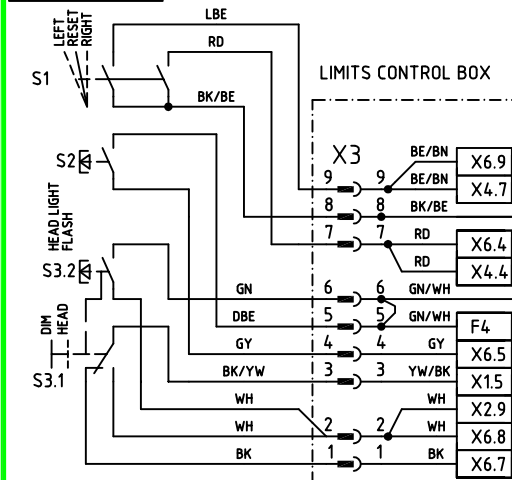 LEFT
RESET
RIGHT
LBE
RD
S1
BK/BE
LIMITS CONTROL BOX
X3
S2
BE/BN
9 9
X6.9
BE/BN
X4.7
8 8
BK/BE
HEAD LIGHT
FLASH
7 7
RD
X6.4
RD
X4.4
S3.2
GN
6 6
GN/WH
DIM
HEAD
DBE
5 5
GN/WH
F4
GY
4 4
GY
X6.5
S3.1
BK/YW
3 3
YW/BK
X1.5
WH
WH
X2.9
WH
2 2
WH
X6.8
BK
1 1
BK
X6.7